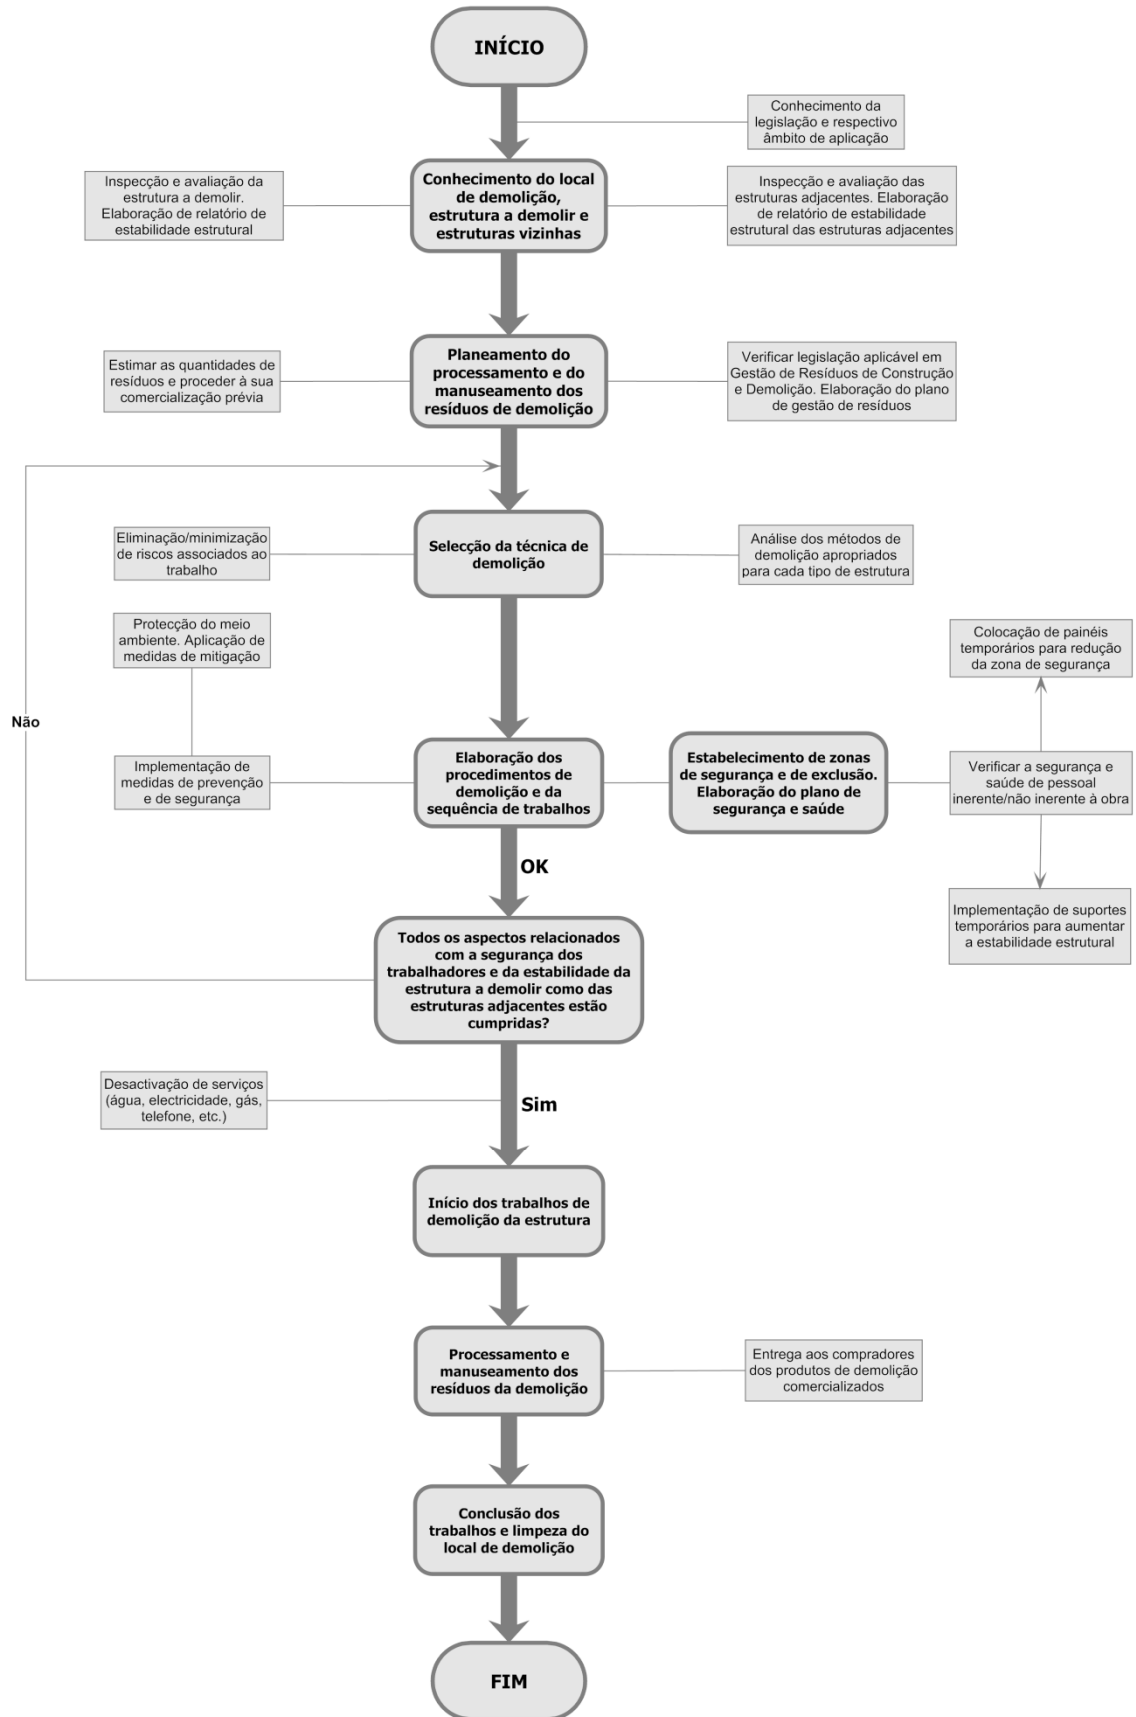 INÍCIO
Conhecimento da
legislação e respectivo
âmbito de aplicação
Inspecção e avaliação da
estrutura a demolir.
Elaboração de relatório de
estabilidade estrutural
Conhecimento do local
de demolição,
estrutura a demolir e
estruturas vizinhas
Inspecção e avaliação das
estruturas adjacentes. Elaboração
de relatório de estabilidade
estrutural das estruturas adjacentes
Estimar as quantidades de
resíduos e proceder à sua
comercialização prévia
Planeamento do
processamento e do
manuseamento dos
resíduos de demolição
Verificar legislação aplicável em
Gestão de Resíduos de Construção
e Demolição. Elaboração do plano
de gestão de resíduos
Eliminação/minimização
de riscos associados ao
trabalho
Selecção da técnica de
demolição
Análise dos métodos de
demolição apropriados
para cada tipo de estrutura
Protecção do meio
ambiente. Aplicação de
medidas de mitigação
Colocação de painéis
temporários para redução
da zona de segurança
Não
Implementação de
medidas de prevenção
e de segurança
Elaboração dos
procedimentos de
demolição e da
sequência de trabalhos
Estabelecimento de zonas
de segurança e de exclusão.
Elaboração do plano de
segurança e saúde
Verificar a segurança e
saúde de pessoal
inerente/não inerente à obra
OK
Implementação de suportes
temporários para aumentar
a estabilidade estrutural
Todos os aspectos relacionados
com a segurança dos
trabalhadores e da estabilidade da
estrutura a demolir como das
estruturas adjacentes estão
cumpridas?
Desactivação de serviços
(água, electricidade, gás,
telefone, etc.)
Sim
Início dos trabalhos de
demolição da estrutura
Processamento e
manuseamento dos
resíduos da demolição
Entrega aos compradores
dos produtos de demolição
comercializados
Conclusão dos
trabalhos e limpeza do
local de demolição
FIM